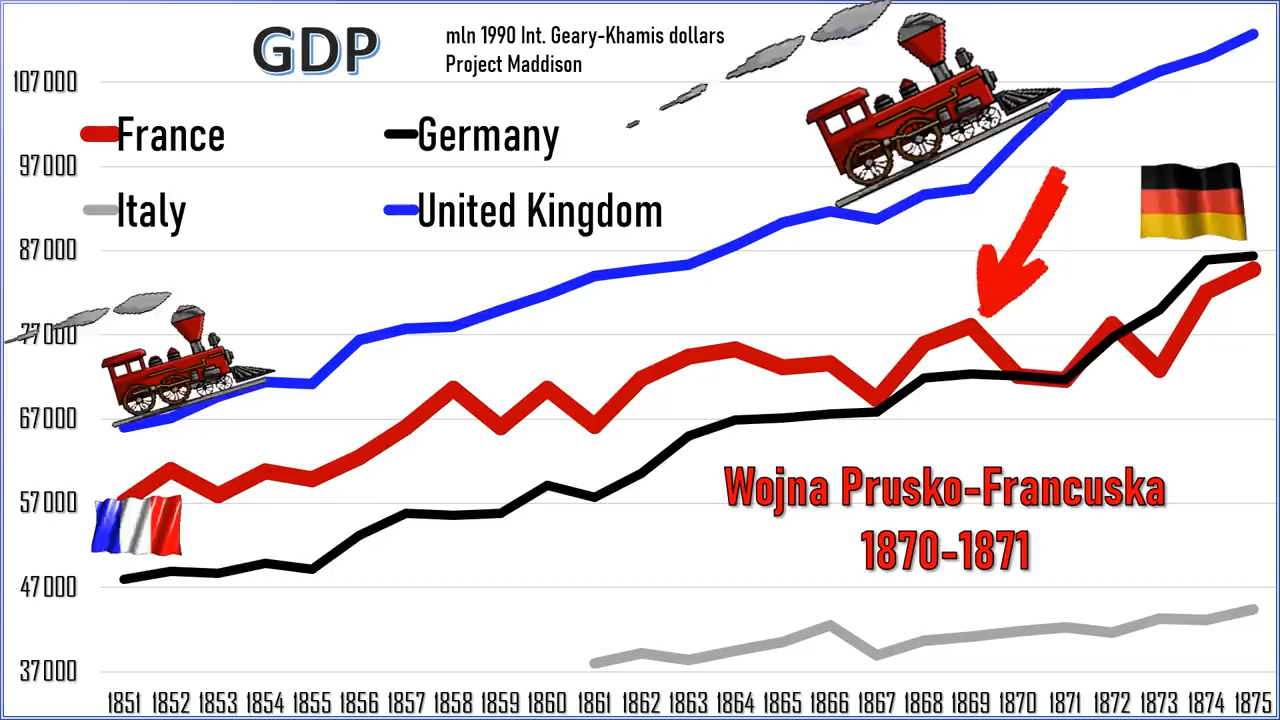 GDP
mln 1990 Int. Geary-Khamis dollars
Project Maddison
107 000
France
Germany
97 000
Italy
United Kingdom
87 000
77 000
67 000
57 000
47 000
37 000
Wojna Prusko-Francuska
1870-1871
1851 1852 1853 1854 1855 1856 1857 1858 1859 1860 1861 1862 1863 1864 1865 1866 1867 1868 1869 1870 1871 1872 1873 1874 1875